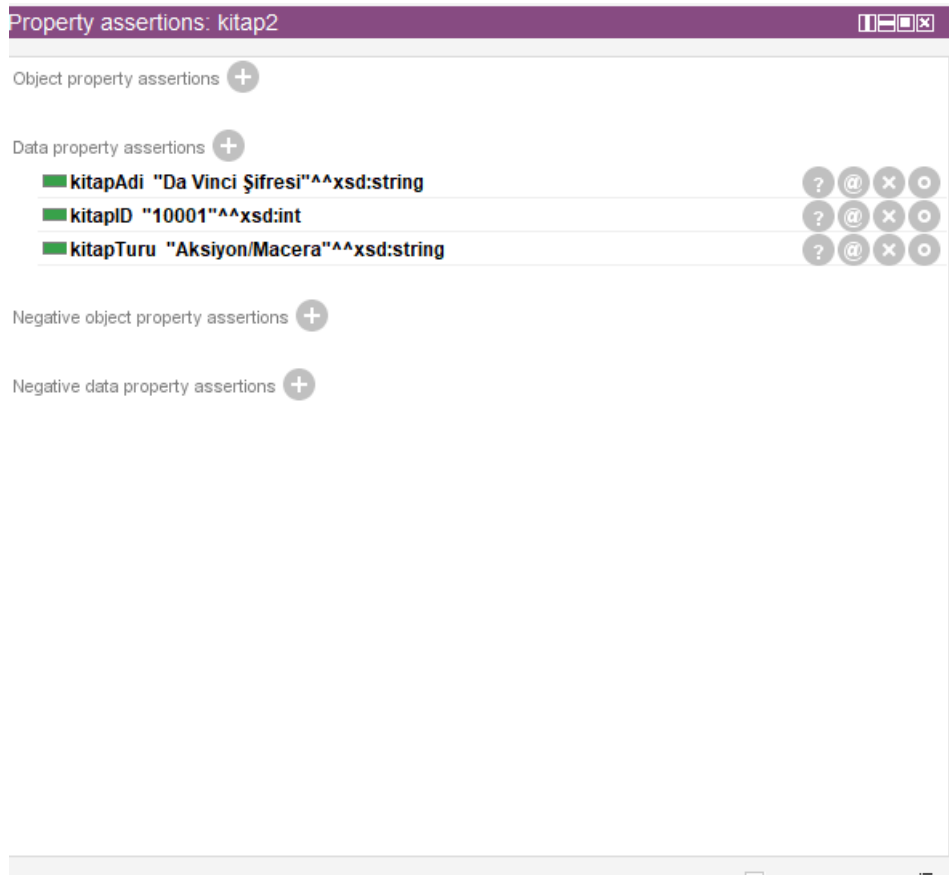 Property assertions: kitap2
Object property assertions
Data property assertions
kitapAdi "Da Vinci Şifresi"^^xsd:string
kitapID "10001"^^xsd:int
kitapTuru "Aksiyon/Macera"^^xsd:string
Negative object property assertions
Negative data property assertions